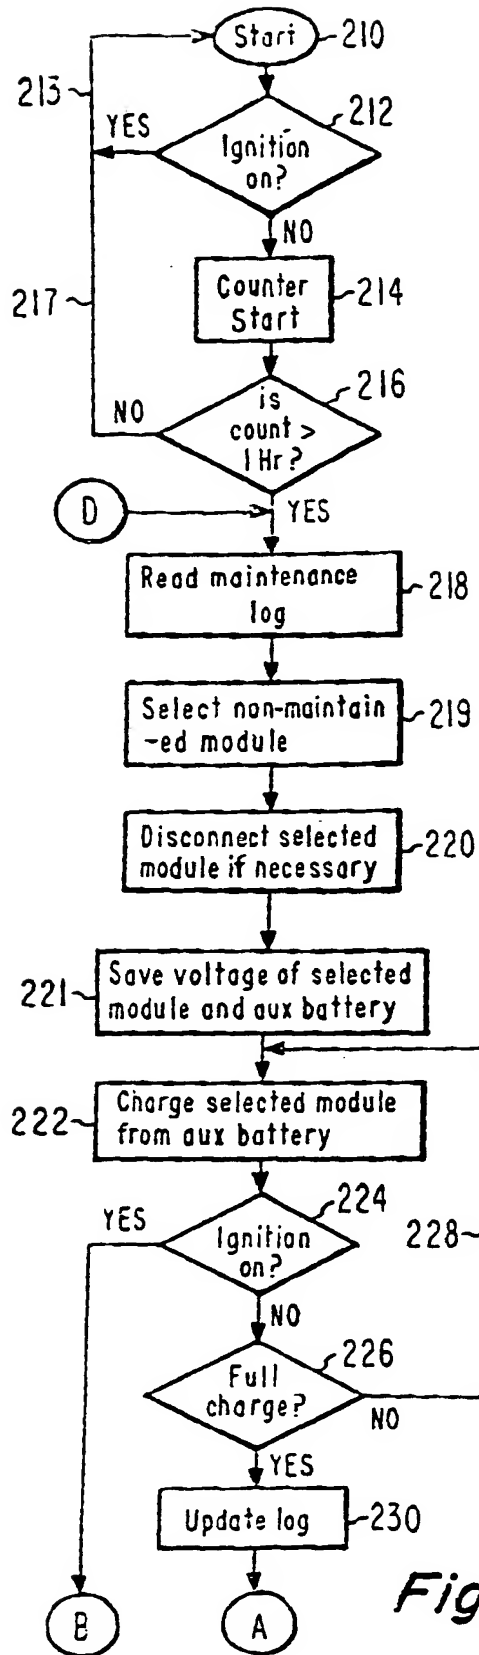 Start
210
213
YES
212
Ignition
on?
NO
217
Counter
Start
214
216
NO
is
count >
1 Hr?
D
YES
Read maintenance
log
218
Select non-maintain
-ed module
219
Disconnect selected
module if necessary
220
221
Save voltage of selected
module and aux battery
222
Charge selected module
from aux battery
YES
224
Ignition
on?
228
NO
226
Full
charge?
NO
YES
Update log
230
B
A
Fig